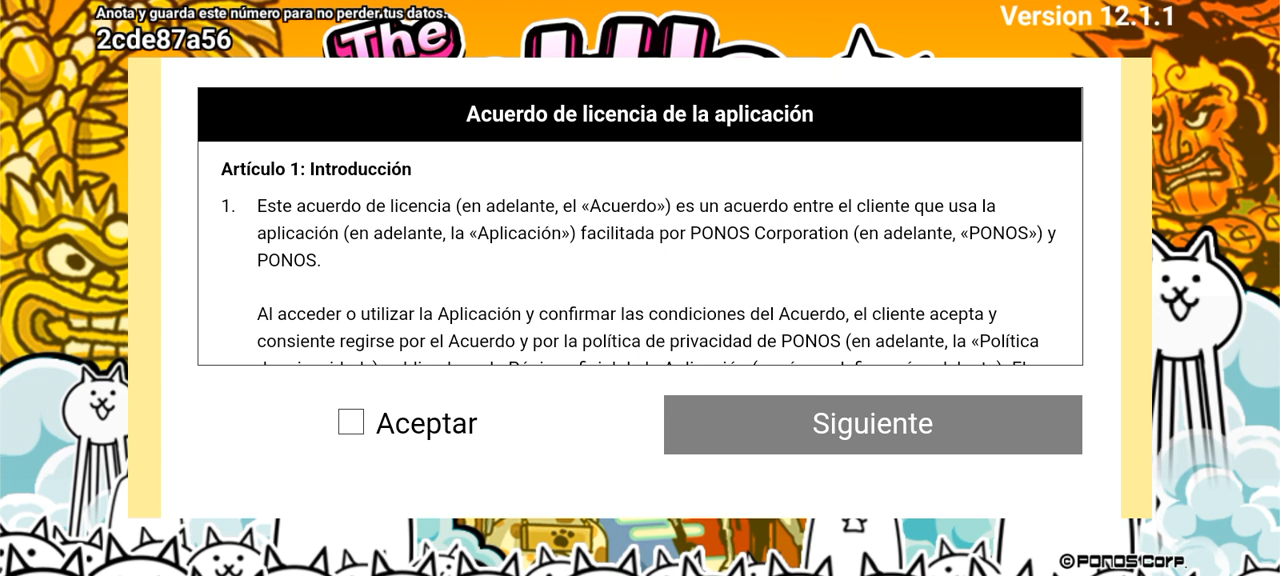 Anota y guarda este número para no perder tus datos.
2cde87a56
Version 12.1.1
The
Acuerdo de licencia de la aplicación
Artículo 1: Introducción
1. Este acuerdo de licencia (en adelante, el «Acuerdo») es un acuerdo entre el cliente que usa la
aplicación (en adelante, la «Aplicación») facilitada por PONOS Corporation (en adelante, «PONOS») y
PONOS.
Al acceder o utilizar la Aplicación y confirmar las condiciones del Acuerdo, el cliente acepta y
consiente regirse por el Acuerdo y por la política de privacidad de PONOS (en adelante, la «Política
Aceptar
Siguiente
©PONOS Corp.